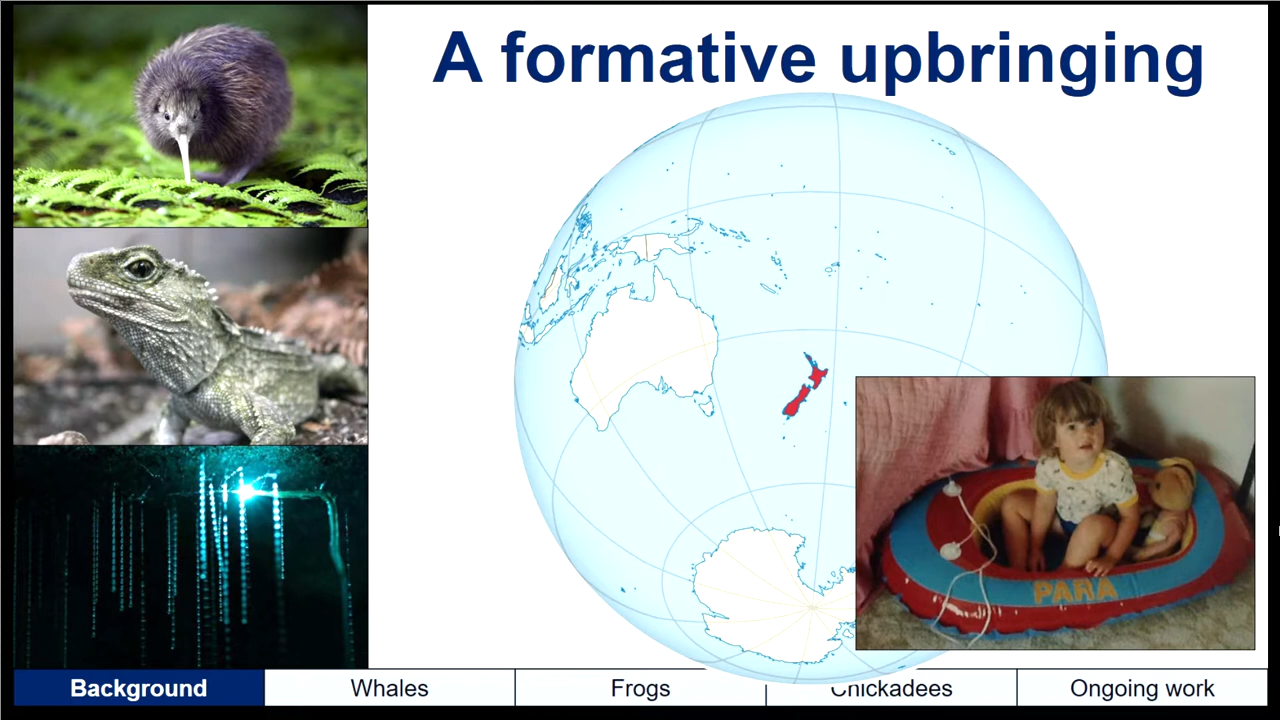 A formative upbringing
PARA
Background
Whales
Frogs
Chickadees
Ongoing work